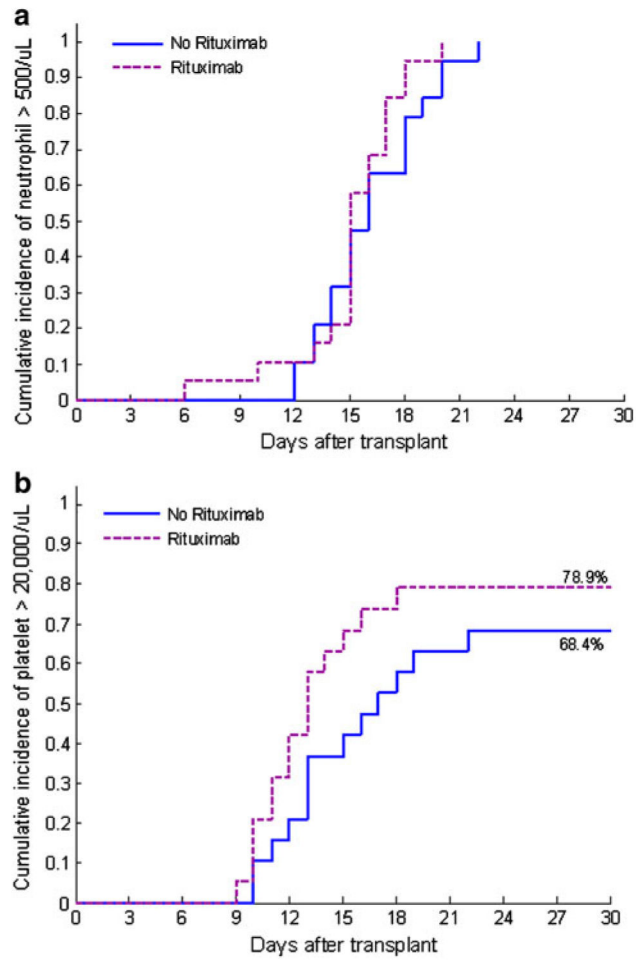 a
Cumulative incidence of neutrophil > 500/uL
1
0.9
0.8
0.7
0.6
0.5
0.4
0.3
0.2
0.1
0
No Rituximab
Rituximab
0 3 6 9 12 15 18 21 24 27 30
Days after transplant
b
Cumulative incidence of platelet > 20,000/uL
1
0.9
0.8
0.7
0.6
0.5
0.4
0.3
0.2
0.1
0
No Rituximab
Rituximab
78.9%
68.4%
0 3 6 9 12 15 18 21 24 27 30
Days after transplant